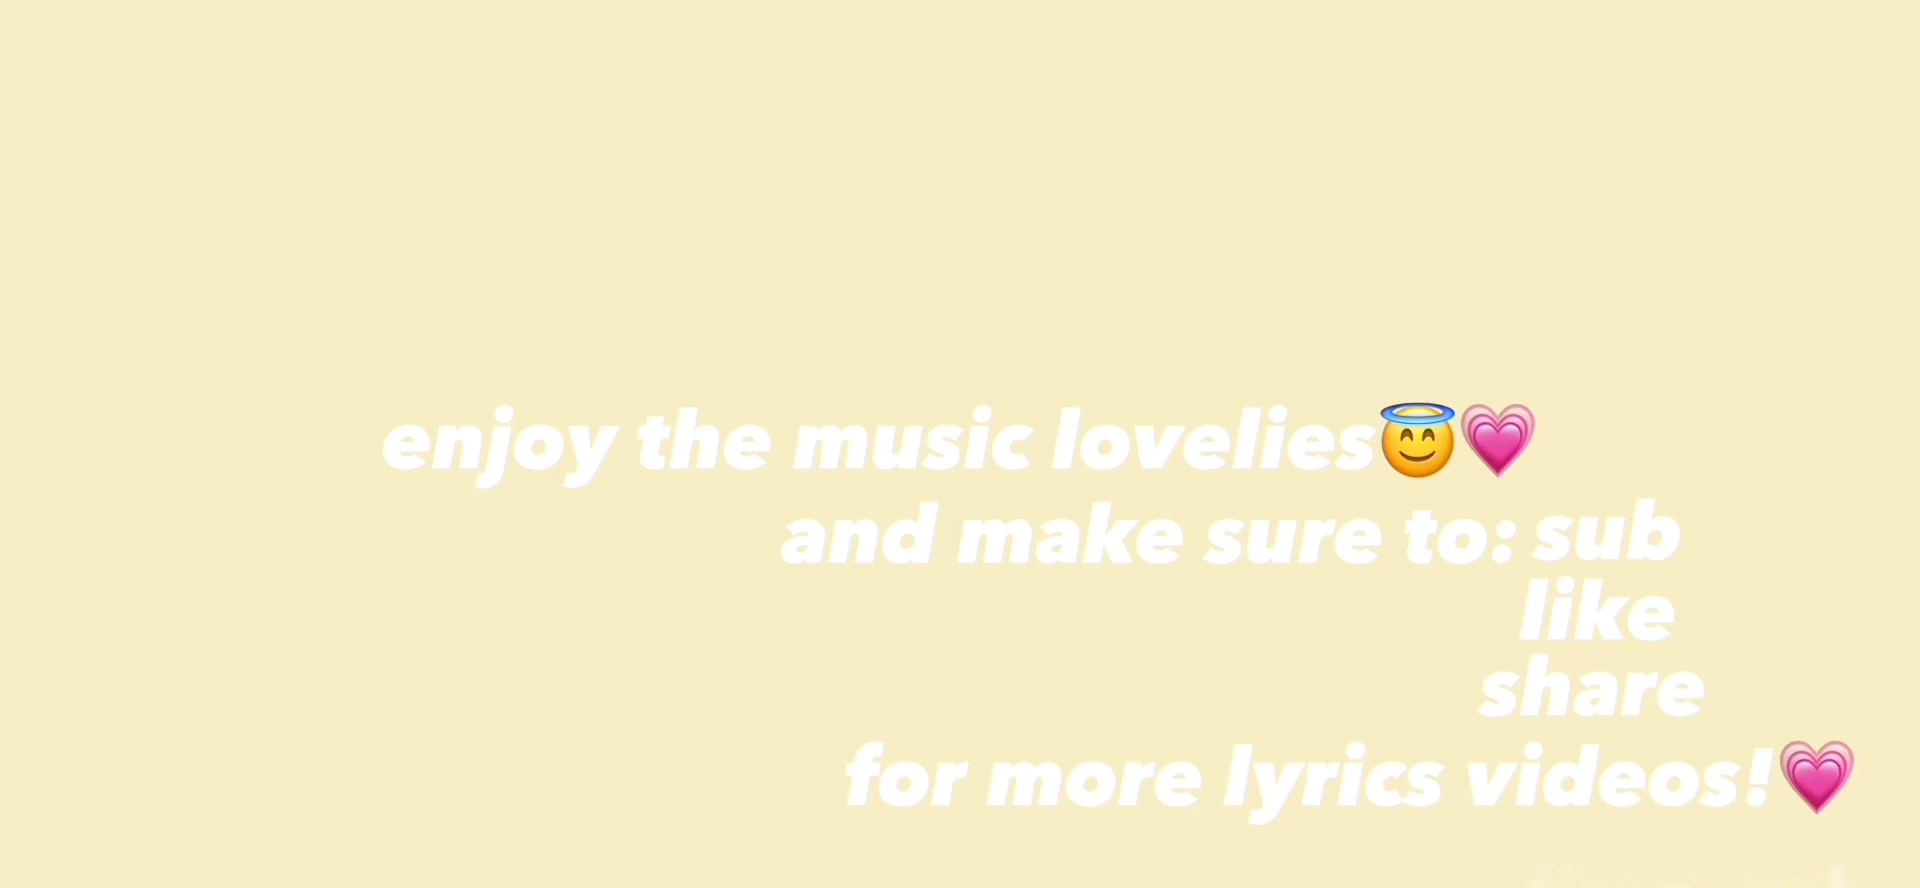 enjoy the music lovelies😇💗
and make sure to: sub
like
share
for more lyrics videos!💗